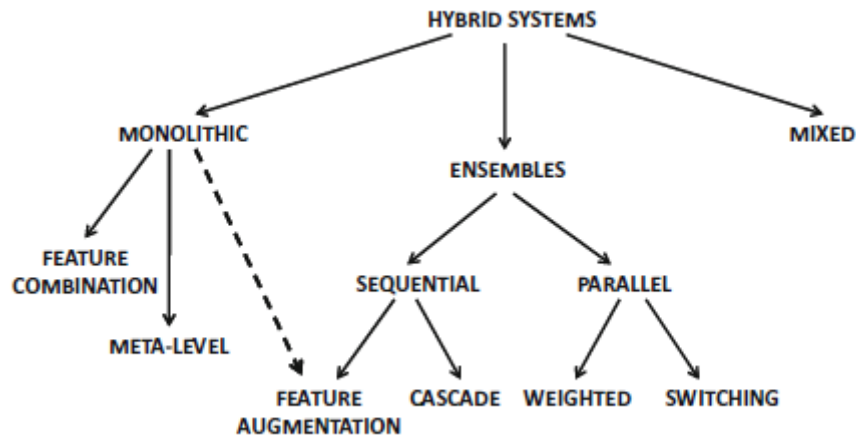 HYBRID SYSTEMS
MONOLITHIC
MIXED
ENSEMBLES
FEATURE
COMBINATION
SEQUENTIAL
PARALLEL
META-LEVEL
FEATURE
AUGMENTATION
CASCADE
WEIGHTED
SWITCHING